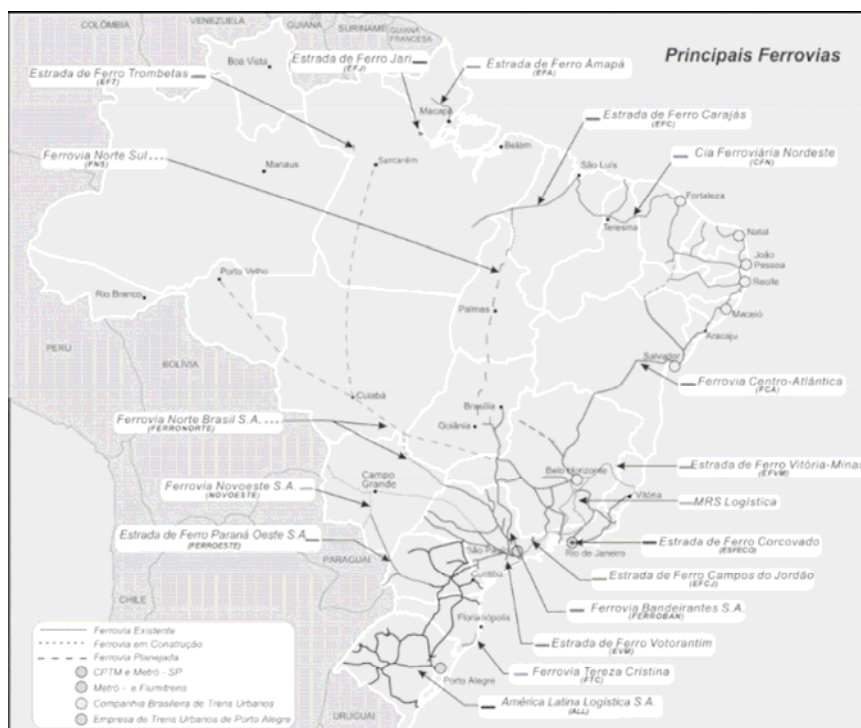 Principais Ferrovias
COLÔMBIA
VENEZUELA
GUIANA
SURINAME
GUIANA
FRANCESA
Boa Vista
Estrada de Ferro Jari
(EFJ)
Estrada de Ferro Amapá
(EFA)
Estrada de Ferro Trombetas
(EFT)
Macapá
Estrada de Ferro Carajás
(EFC)
Belém
Ferrovia Norte Sul
(FNS)
Manaus
Santarém
São Luís
Cia Ferroviária Nordeste
(CFN)
Fortaleza
Teresina
Natal
João
Pessoa
Recife
Porto Velho
Rio Branco
Palmas
Maceió
Aracaju
PERU
BOLÍVIA
Salvador
Ferrovia Centro-Atlântica
(FCA)
Cuiabá
Brasília
Goiânia
Ferrovia Norte Brasil S.A.
(FERRONORTE)
Estrada de Ferro Vitória-Minas
(EFVM)
Belo Horizonte
Campo
Grande
Ferrovia Novoeste S.A.
(NOVOESTE)
Vitória
MRS Logística
Estrada de Ferro Paraná Oeste S.A
(FERROESTE)
São Paulo
Rio de Janeiro
Estrada de Ferro Corcovado
(ESFECO)
PARAGUAI
Curitiba
Estrada de Ferro Campos do Jordão
(EFCJ)
CHILE
Ferrovia Bandeirantes S.A.
(FERROBAN)
Florianópolis
Estrada de Ferro Votorantim
(EVM)
Ferrovia Tereza Cristina
(FTC)
Porto Alegre
América Latina Logística S.A.
(ALL)
URUGUAI
Ferrovia Existente
Ferrovia em Construção
Ferrovia Planejada
CPTM e Metrô - SP
Metrô - e Flumitrens
Companhia Brasileira de Trens Urbanos
Empresa de Trens Urbanos de Porto Alegre